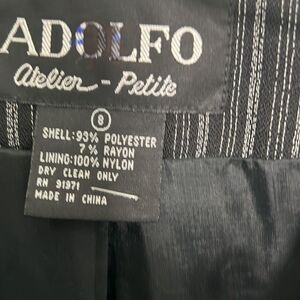 ADOLFO
Atelier - Petite
8
SHELL: 93% POLYESTER
7% RAYON
LINING: 100% NYLON
DRY CLEAN ONLY
RN 91971
MADE IN CHINA